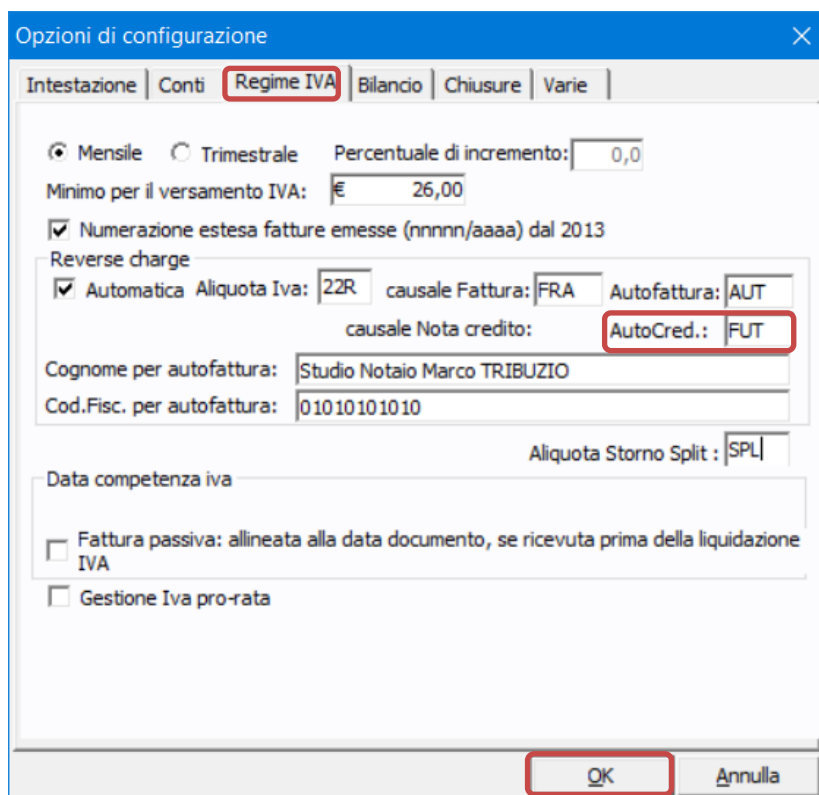 Opzioni di configurazione
Intestazione Conti Regime IVA Bilancio Chiusure Varie
Mensile Trimestrale Percentuale di incremento: 0,0
Minimo per il versamento IVA: € 26,00
Numerazione estesa fatture emesse (nnnnn/aaaa) dal 2013
Reverse charge
Automatica Aliquota Iva: 22R causale Fattura: FRA Autofattura: AUT
causale Nota credito: AutoCred.: FUT
Cognome per autofattura: Studio Notaio Marco TRIBUZIO
Cod.Fisc. per autofattura: 01010101010
Aliquota Storno Split : SPL
Data competenza iva
Fattura passiva: allineata alla data documento, se ricevuta prima della liquidazione
IVA
Gestione Iva pro-rata
OK Annulla